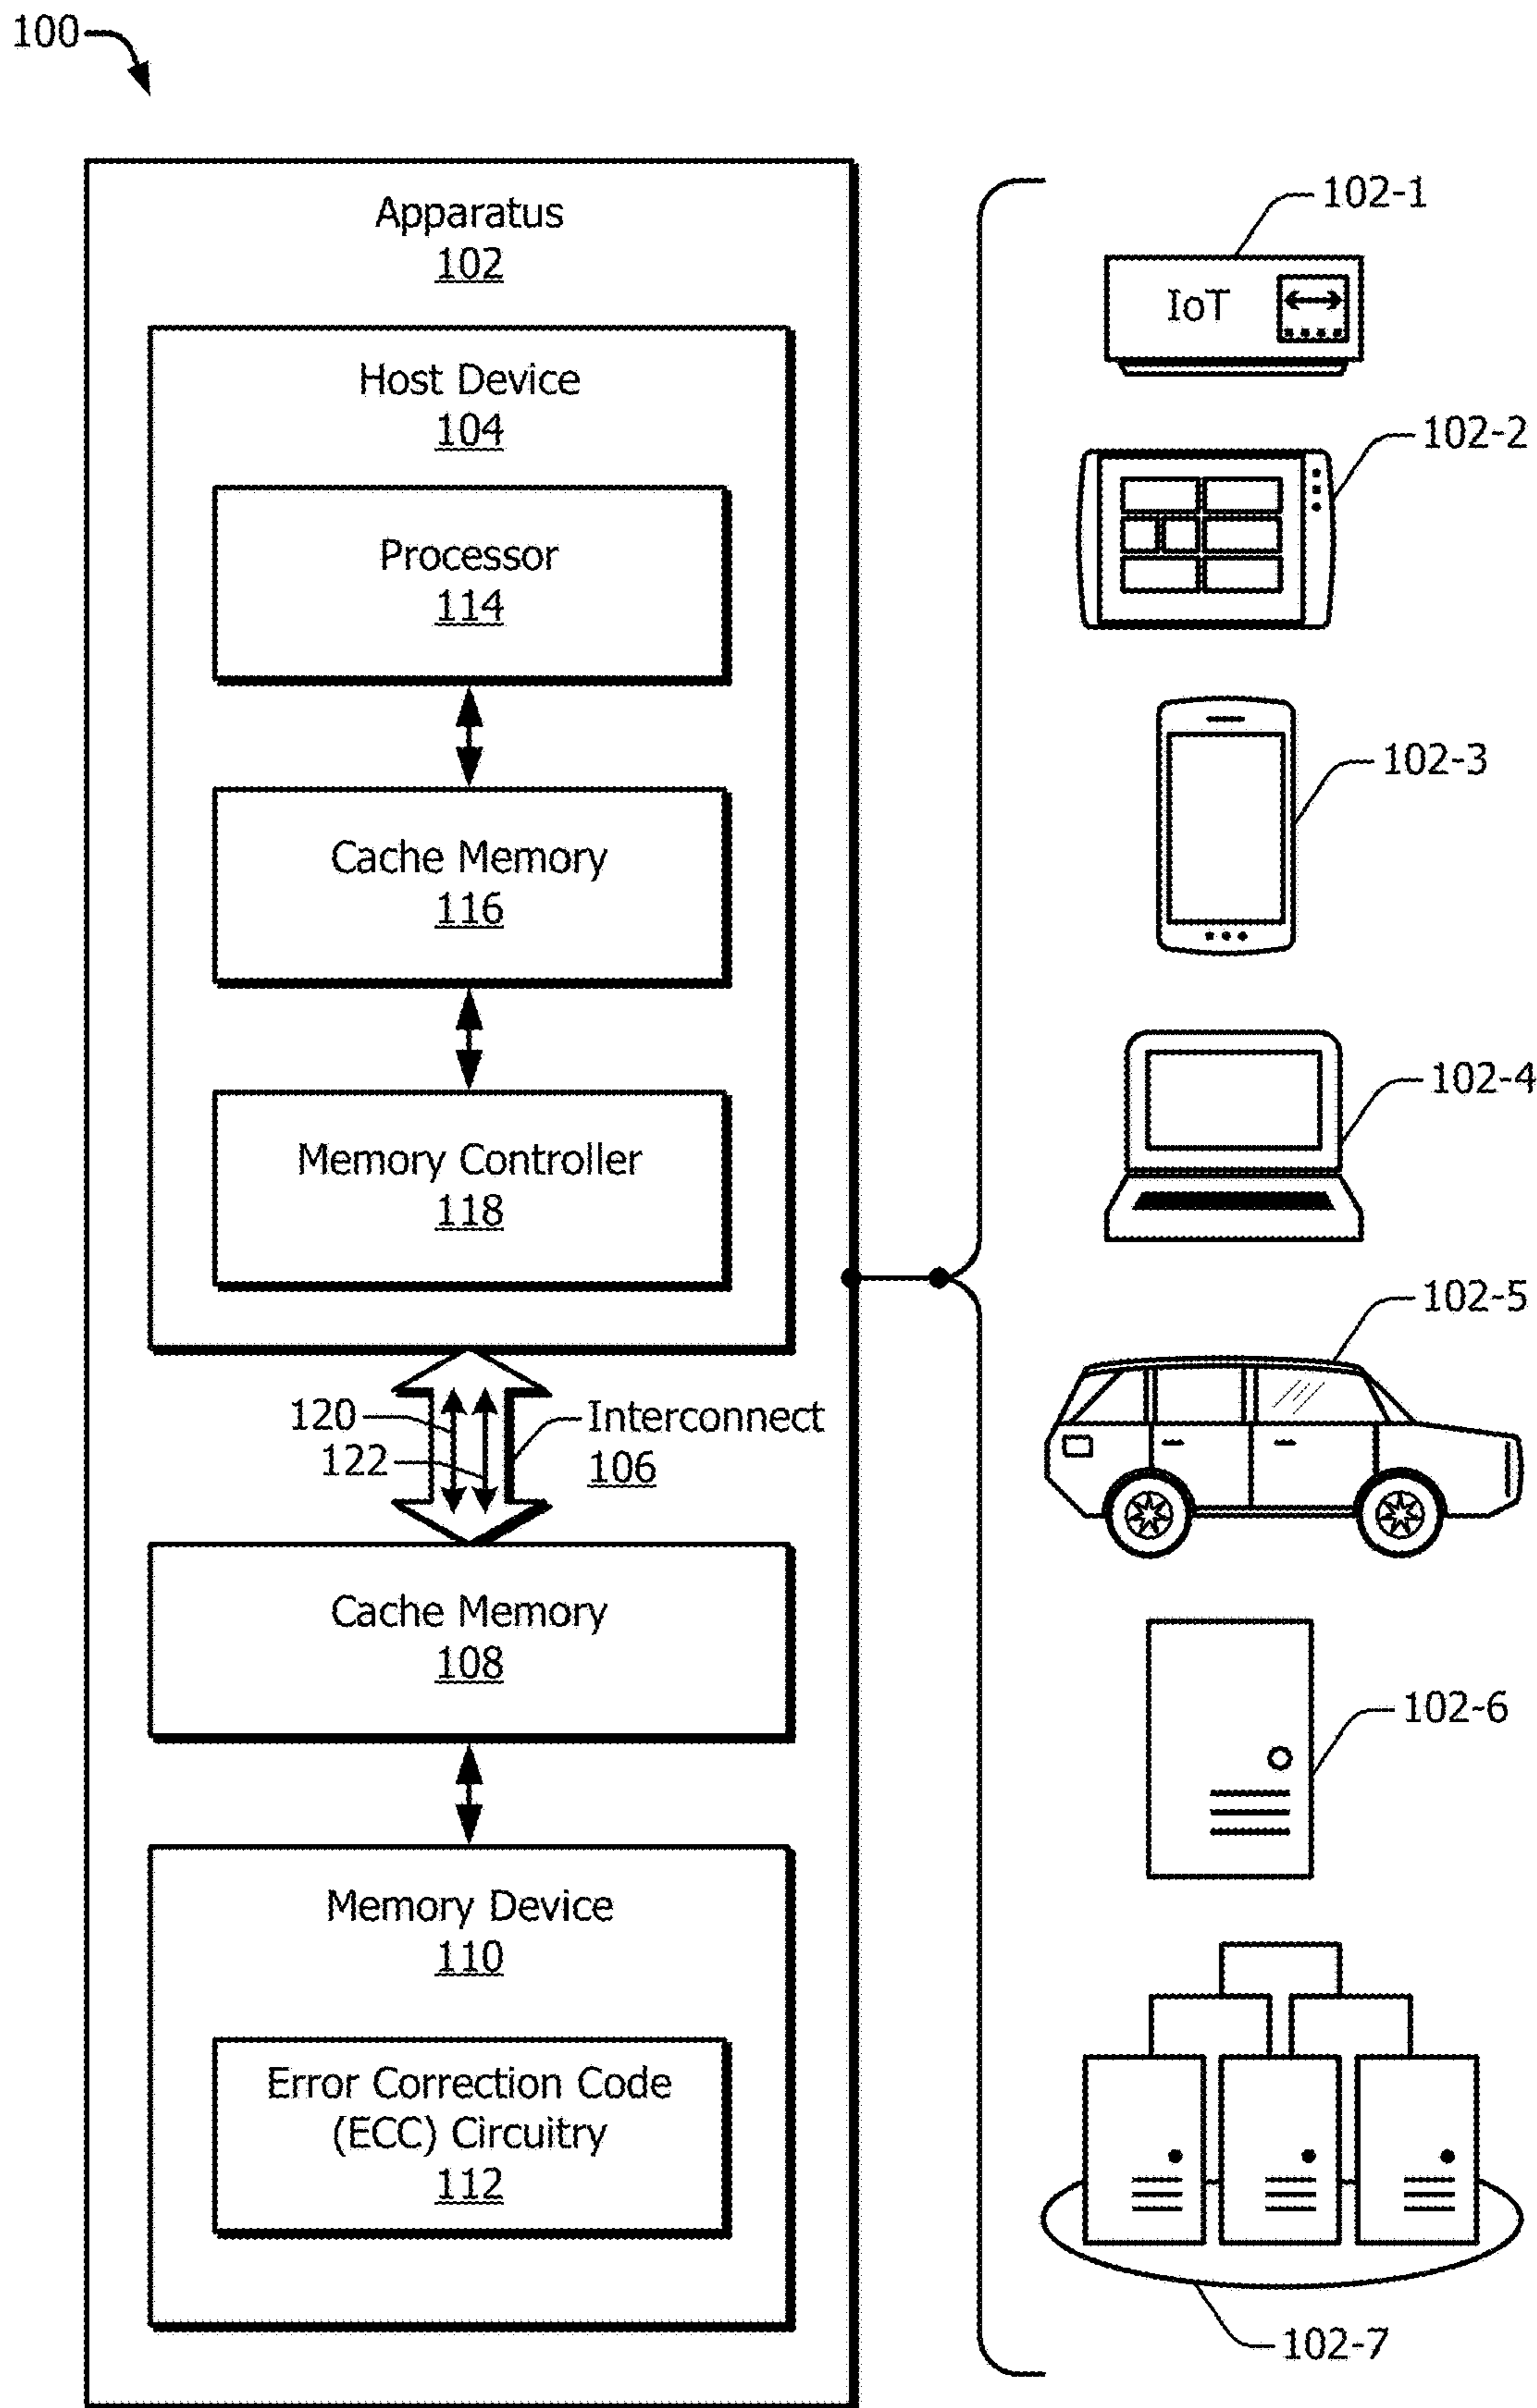 100
Apparatus
102
Host Device
104
Processor
114
Cache Memory
116
Memory Controller
118
120
122
Interconnect
106
Cache Memory
108
Memory Device
110
Error Correction Code
(ECC) Circuitry
112
102-1
IoT
102-2
102-3
102-4
102-5
102-6
102-7